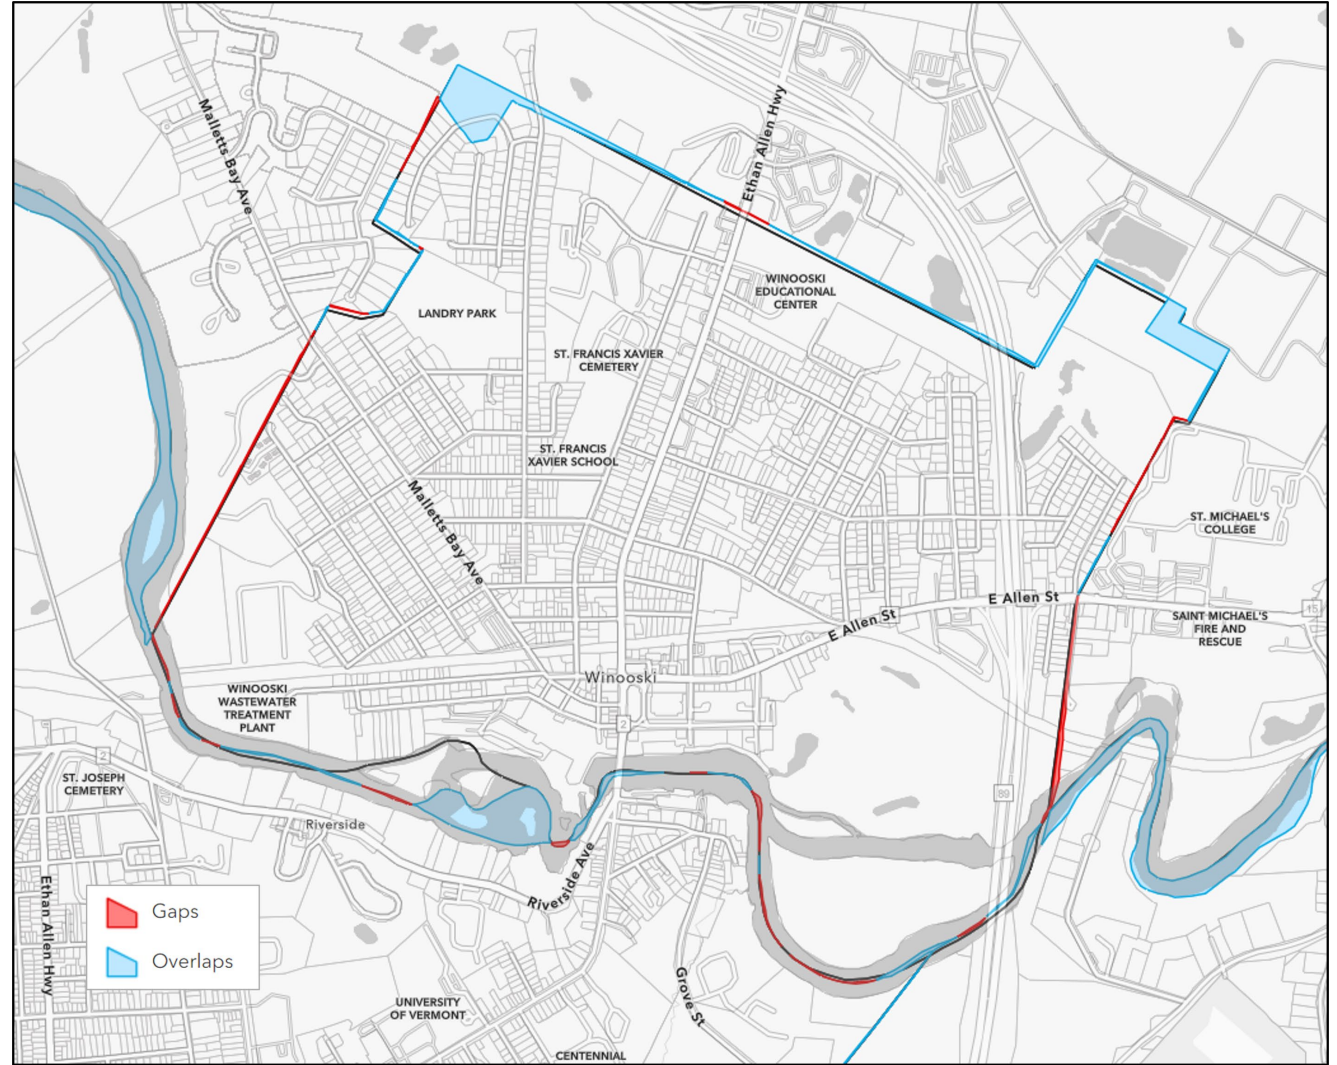 Malletts Bay Ave
Ethan Allen Hwy
WINOOSKI
EDUCATIONAL
CENTER
LANDRY PARK
ST. FRANCIS XAVIER
CEMETERY
ST. FRANCIS
XAVIER SCHOOL
Malletts Bay Ave
ST. MICHAEL'S
COLLEGE
E Allen St
E Allen St
15
SAINT MICHAEL'S
FIRE AND
RESCUE
Winooski
WINOOSKI
WASTEWATER
TREATMENT
PLANT
2
2
ST. JOSEPH
CEMETERY
89
Riverside
Riverside Ave
Ethan Allen Hwy
Gaps
Overlaps
Grove St
UNIVERSITY
OF VERMONT
CENTENNIAL